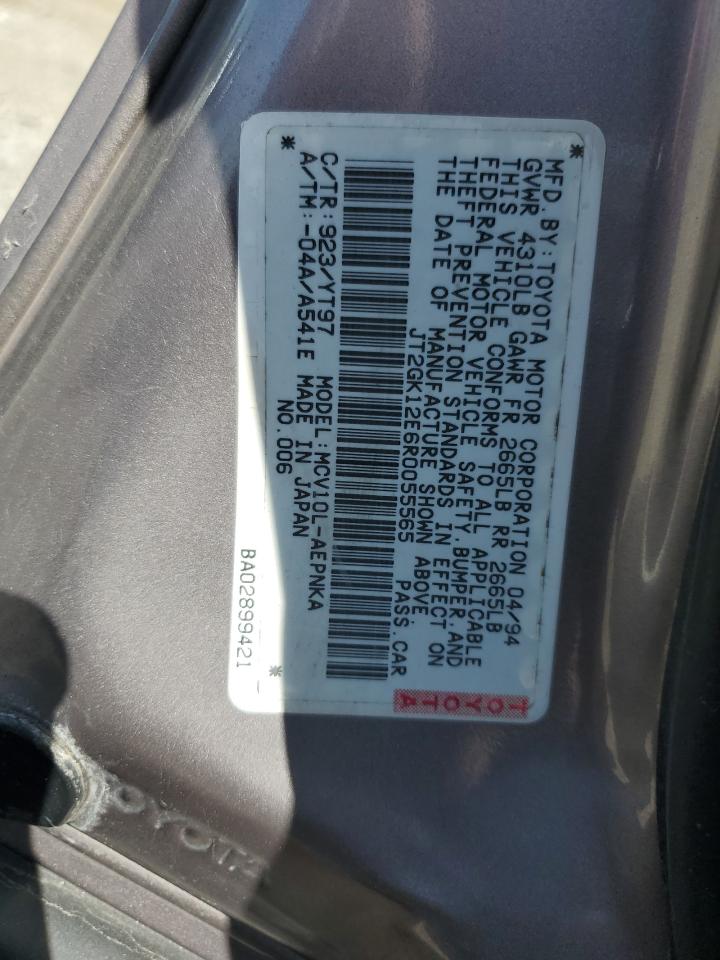 MFD.BY:TOYOTA MOTOR CORPORATION 04/94
GVWR 4310LB GAWR FR 2665LB RR 2665LB
THIS VEHICLE CONFORMS TO ALL APPLICABLE
FEDERAL MOTOR VEHICLE SAFETY,BUMPER,AND
THEFT PREVENTION STANDARDS IN EFFECT ON
THE DATE OF MANUFACTURE SHOWN ABOVE.
JT2GK12E6R0055565 PASS.CAR
C/TR:923/YT97 MODEL:MCV10L-AEPNKA
A/TM:-04A/A541E MADE IN JAPAN
NO.006
BA02899421
TOYOTA
TOYOTA